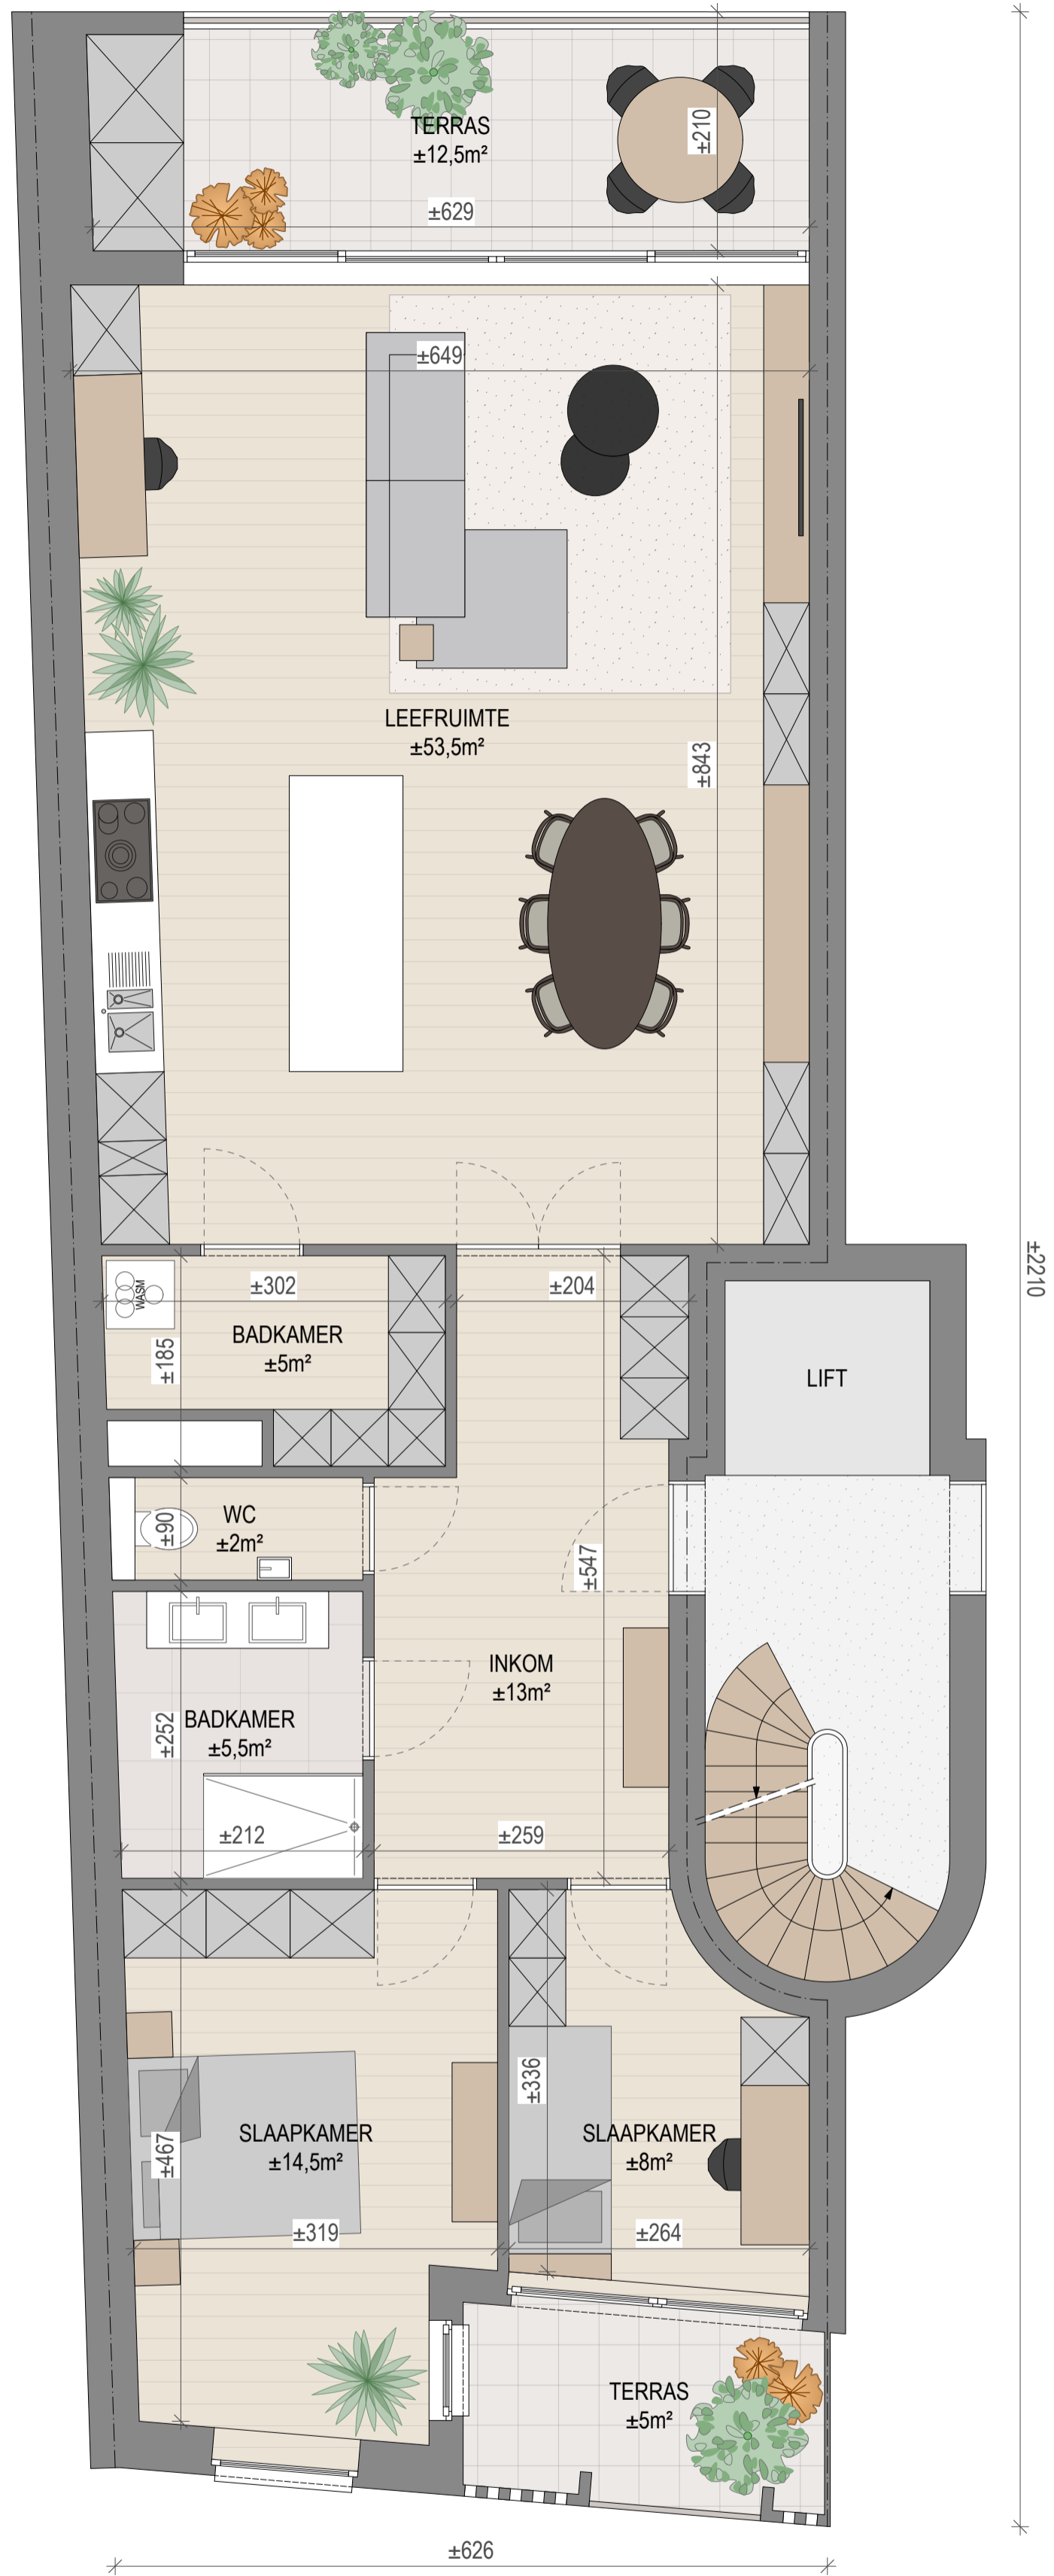 TERRAS
±12,5m²
±210
±629
±649
LEEFRUIMTE
±53,5m²
±843
±302
±204
WASM
BADKAMER
±5m²
±185
LIFT
±2210
WC
±2m²
±90
±547
INKOM
±13m²
BADKAMER
±5,5m²
±252
±212
±259
±336
SLAAPKAMER
±14,5m²
±467
SLAAPKAMER
±8m²
±319
±264
TERRAS
±5m²
±626